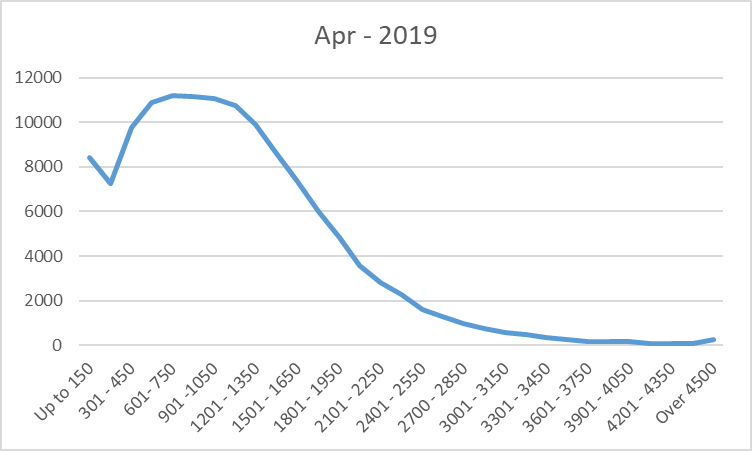 Apr - 2019
12000
10000
8000
6000
4000
2000
0
Up to 150
301 - 450
601-750
901 -1050
1201 - 1350
1501 - 1650
1801 - 1950
2101 - 2250
2401 - 2550
2700 - 2850
3001 - 3150
3301 - 3450
3601 - 3750
3901 - 4050
4201 - 4350
Over 4500